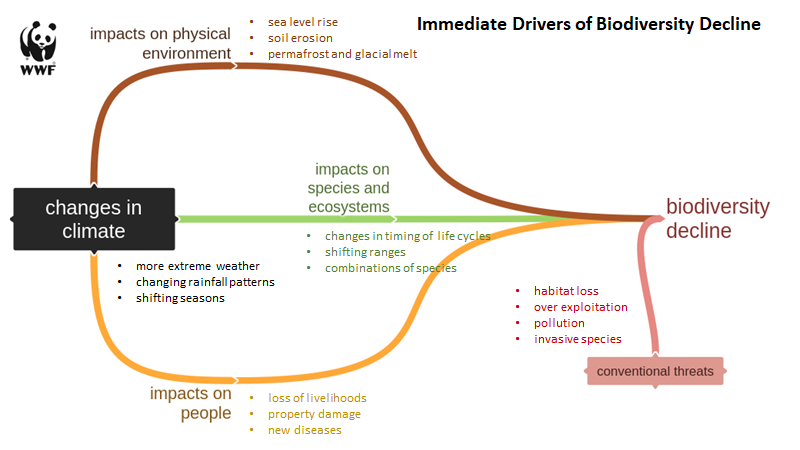 Immediate Drivers of Biodiversity Decline
WWF
impacts on physical
environment
• sea level rise
• soil erosion
• permafrost and glacial melt
changes in
climate
• more extreme weather
• changing rainfall patterns
• shifting seasons
impacts on
species and
ecosystems
• changes in timing of life cycles
• shifting ranges
• combinations of species
biodiversity
decline
• habitat loss
• over exploitation
• pollution
• invasive species
conventional threats
impacts on
people
• loss of livelihoods
• property damage
• new diseases